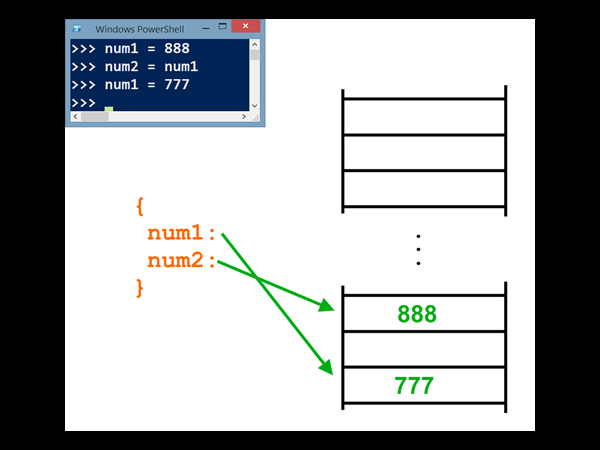 Windows PowerShell
>>> num1 = 888
>>> num2 = num1
>>> num1 = 777
>>>
{
num1:
num2:
}
888
777